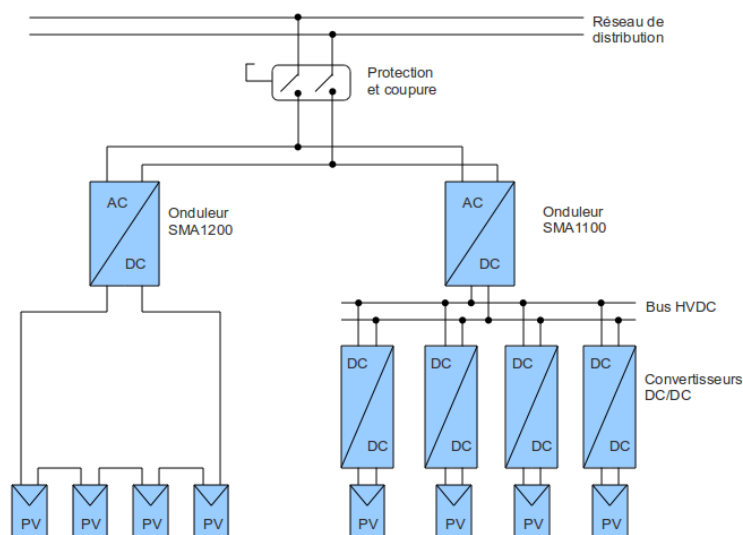 Réseau de
distribution
Protection
et coupure
AC
DC
Onduleur
SMA1200
AC
DC
Onduleur
SMA1100
Bus HVDC
DC
DC
DC
DC
DC
DC
DC
DC
Convertisseurs
DC/DC
PV
PV
PV
PV
PV
PV
PV
PV